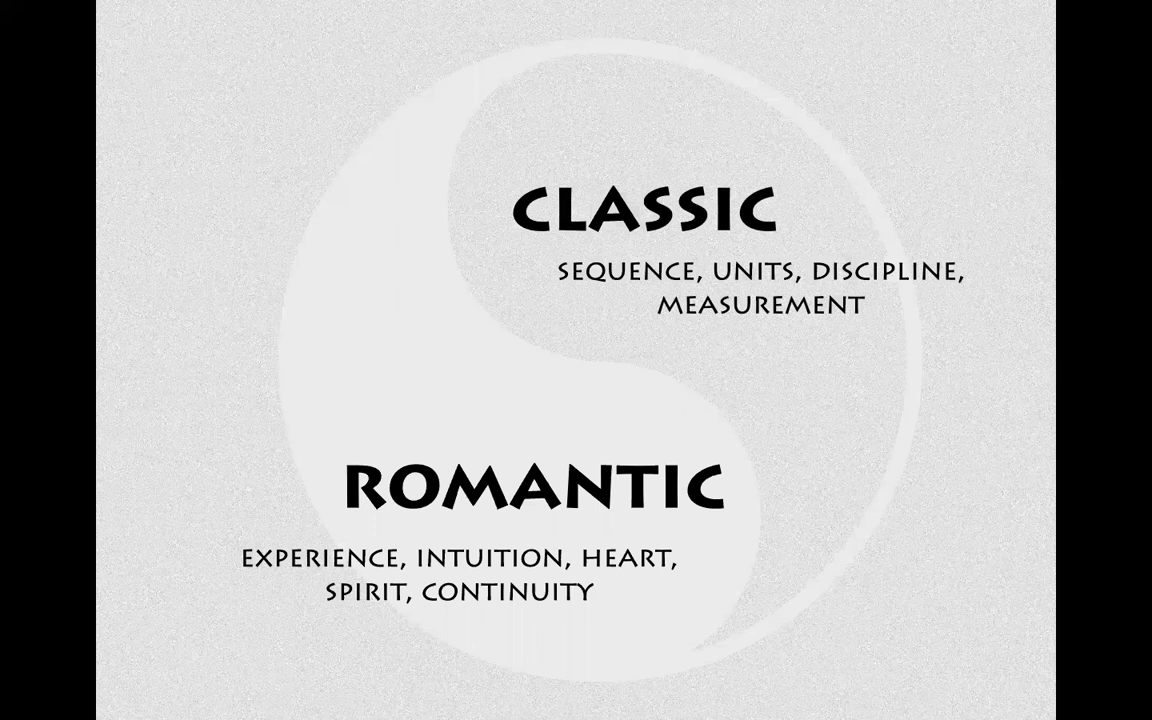 CLASSIC
SEQUENCE, UNITS, DISCIPLINE,
MEASUREMENT
ROMANTIC
EXPERIENCE, INTUITION, HEART,
SPIRIT, CONTINUITY